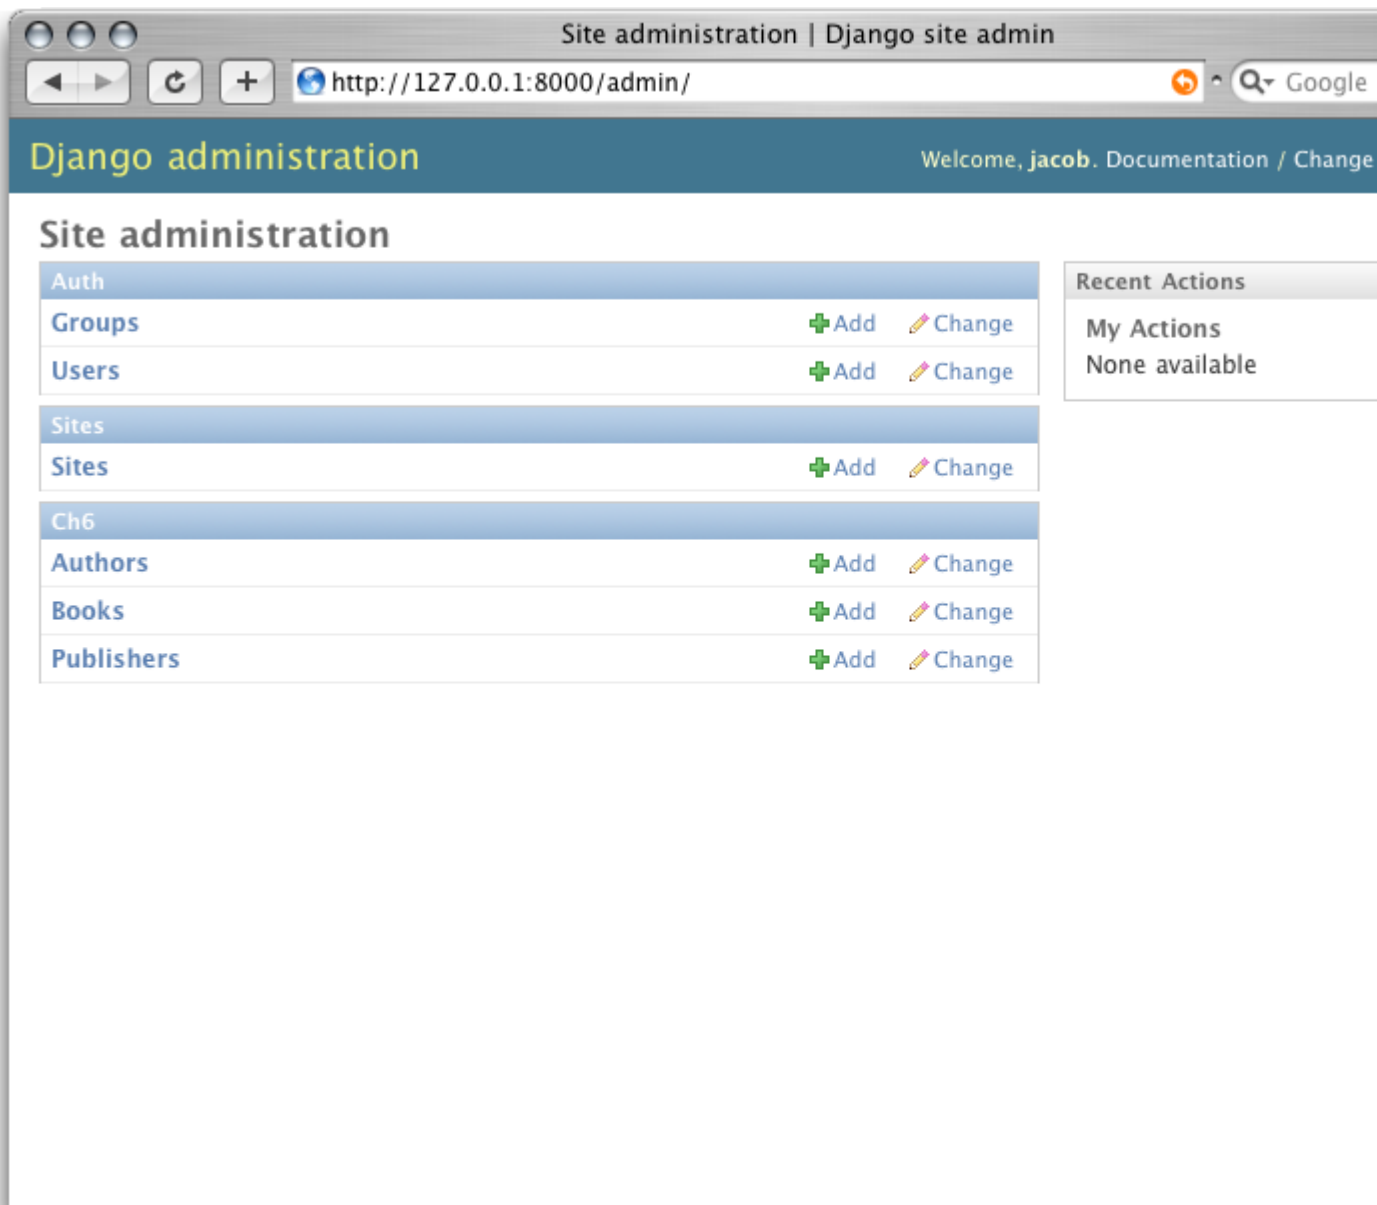 Site administration | Django site admin
http://127.0.0.1:8000/admin/
Google
Django administration
Welcome, jacob. Documentation / Change
Site administration
Auth
Groups Add Change
Users Add Change
Sites
Sites Add Change
Ch6
Authors Add Change
Books Add Change
Publishers Add Change
Recent Actions
My Actions
None available